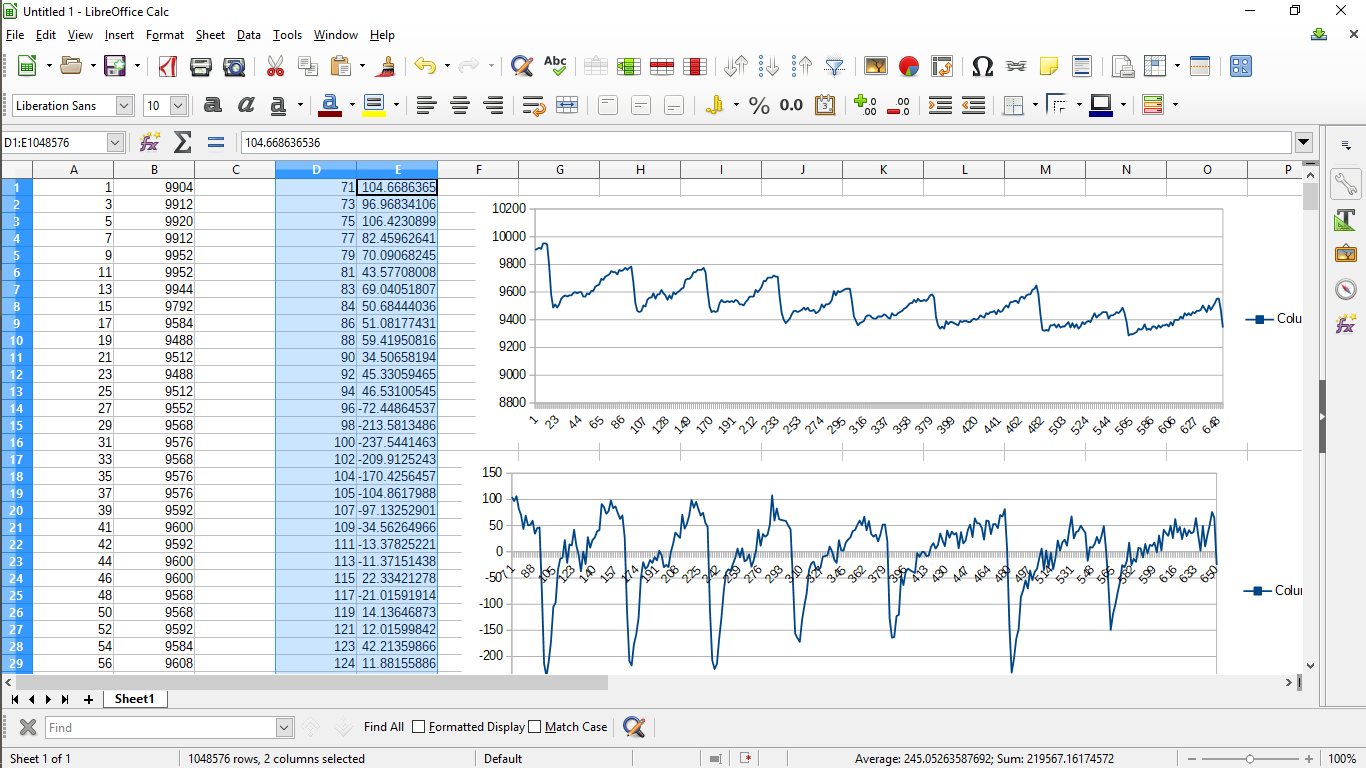 Untitled 1 - LibreOffice Calc
File Edit View Insert Format Sheet Data Tools Window Help
Abc
Liberation Sans 10 a a a a % 0.0 .00 .00
D1:E1048576 fx Σ = 104.668636536
A B C D E F G H I J K L M N O P
1 1 9904 71 104.6686365
2 3 9912 73 96.96834106
3 5 9920 75 106.4230899
4 7 9912 77 82.45962641
5 9 9952 79 70.09068245
6 11 9952 81 43.57708008
7 13 9944 83 69.04051807
8 15 9792 84 50.68444036
9 17 9584 86 51.08177431
10 19 9488 88 59.41950816
11 21 9512 90 34.50658194
12 23 9488 92 45.33059465
13 25 9512 94 46.53100545
14 27 9552 96 -72.44864537
15 29 9568 98 -213.5813486
16 31 9576 100 -237.5441463
17 33 9568 102 -209.9125243
18 35 9576 104 -170.4256457
19 37 9576 105 -104.8617988
20 39 9592 107 -97.13252901
21 41 9600 109 -34.56264966
22 42 9592 111 -13.37825221
23 44 9600 113 -11.37151438
24 46 9600 115 22.33421278
25 48 9568 117 -21.01591914
26 50 9568 119 14.13646873
27 52 9592 121 12.01599842
28 54 9584 123 42.21359866
29 56 9608 124 11.88155886
10200
10000
9800
9600
9400
9200
9000
8800
1 23 44 65 86 107 128 149 170 191 212 233 253 274 295 316 337 358 379 399 420 441 462 482 503 524 544 565 586 606 627 648
Colu
150
100
50
0
-50
-100
-150
-200
71 88 105 123 140 157 174 191 208 225 242 259 276 293 310 328 345 362 379 396 413 430 447 464 480 497 514 531 548 565 582 599 616 633 650
Colur
Sheet1
Find Find All Formatted Display Match Case
Sheet 1 of 1 1048576 rows, 2 columns selected Default Average: 245.05263587692; Sum: 219567.16174572 100%